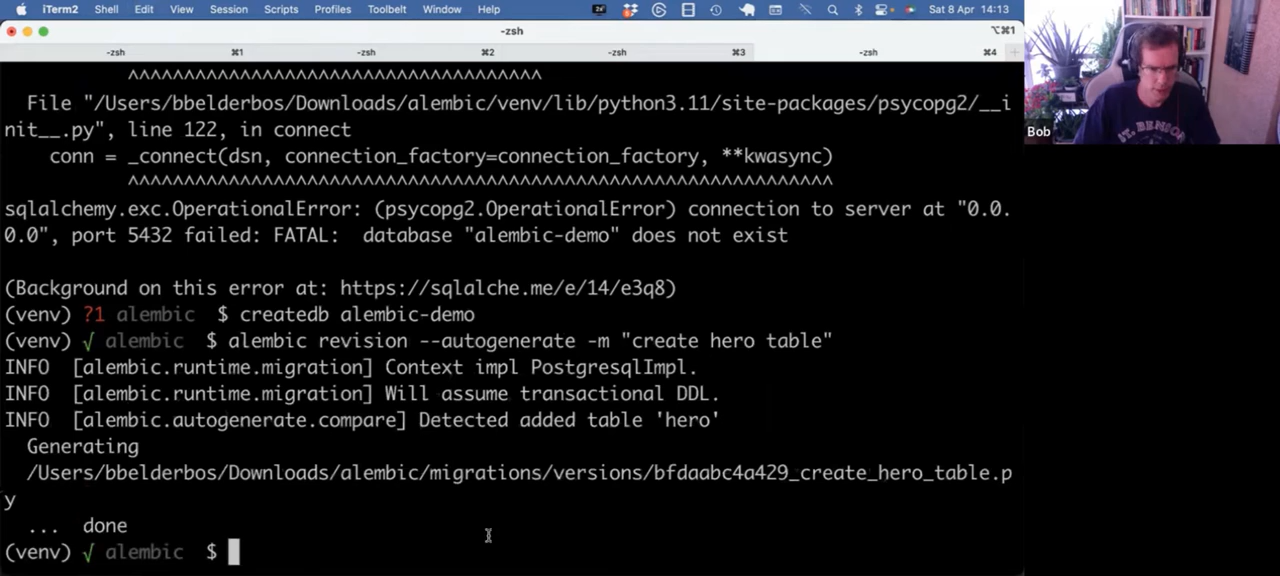 iTerm2 Shell Edit View Session Scripts Profiles Toolbelt Window Help Sat 8 Apr 14:13
-zsh ⌥⌘1
-zsh ⌘1 -zsh ⌘2 -zsh ⌘3 -zsh ⌘4
^^^^^^^^^^^^^^^^^^^^^^^^^^^^^^^^^^^^^
File "/Users/bbelderbos/Downloads/alembic/venv/lib/python3.11/site-packages/psycopg2/__i
nit__.py", line 122, in connect
conn = _connect(dsn, connection_factory=connection_factory, **kwasync)
^^^^^^^^^^^^^^^^^^^^^^^^^^^^^^^^^^^^^^^^^^^^^^^^^^^^^^^^^^^^^^^
sqlalchemy.exc.OperationalError: (psycopg2.OperationalError) connection to server at "0.0.
0.0", port 5432 failed: FATAL:  database "alembic-demo" does not exist
(Background on this error at: https://sqlalche.me/e/14/e3q8)
(venv) ?1 alembic $ createdb alembic-demo
(venv) √ alembic $ alembic revision --autogenerate -m "create hero table"
INFO [alembic.runtime.migration] Context impl PostgresqlImpl.
INFO [alembic.runtime.migration] Will assume transactional DDL.
INFO [alembic.autogenerate.compare] Detected added table 'hero'
Generating
/Users/bbelderbos/Downloads/alembic/migrations/versions/bfdaabc4a429_create_hero_table.p
y
... done
(venv) √ alembic $
Bob
ST. BENSON